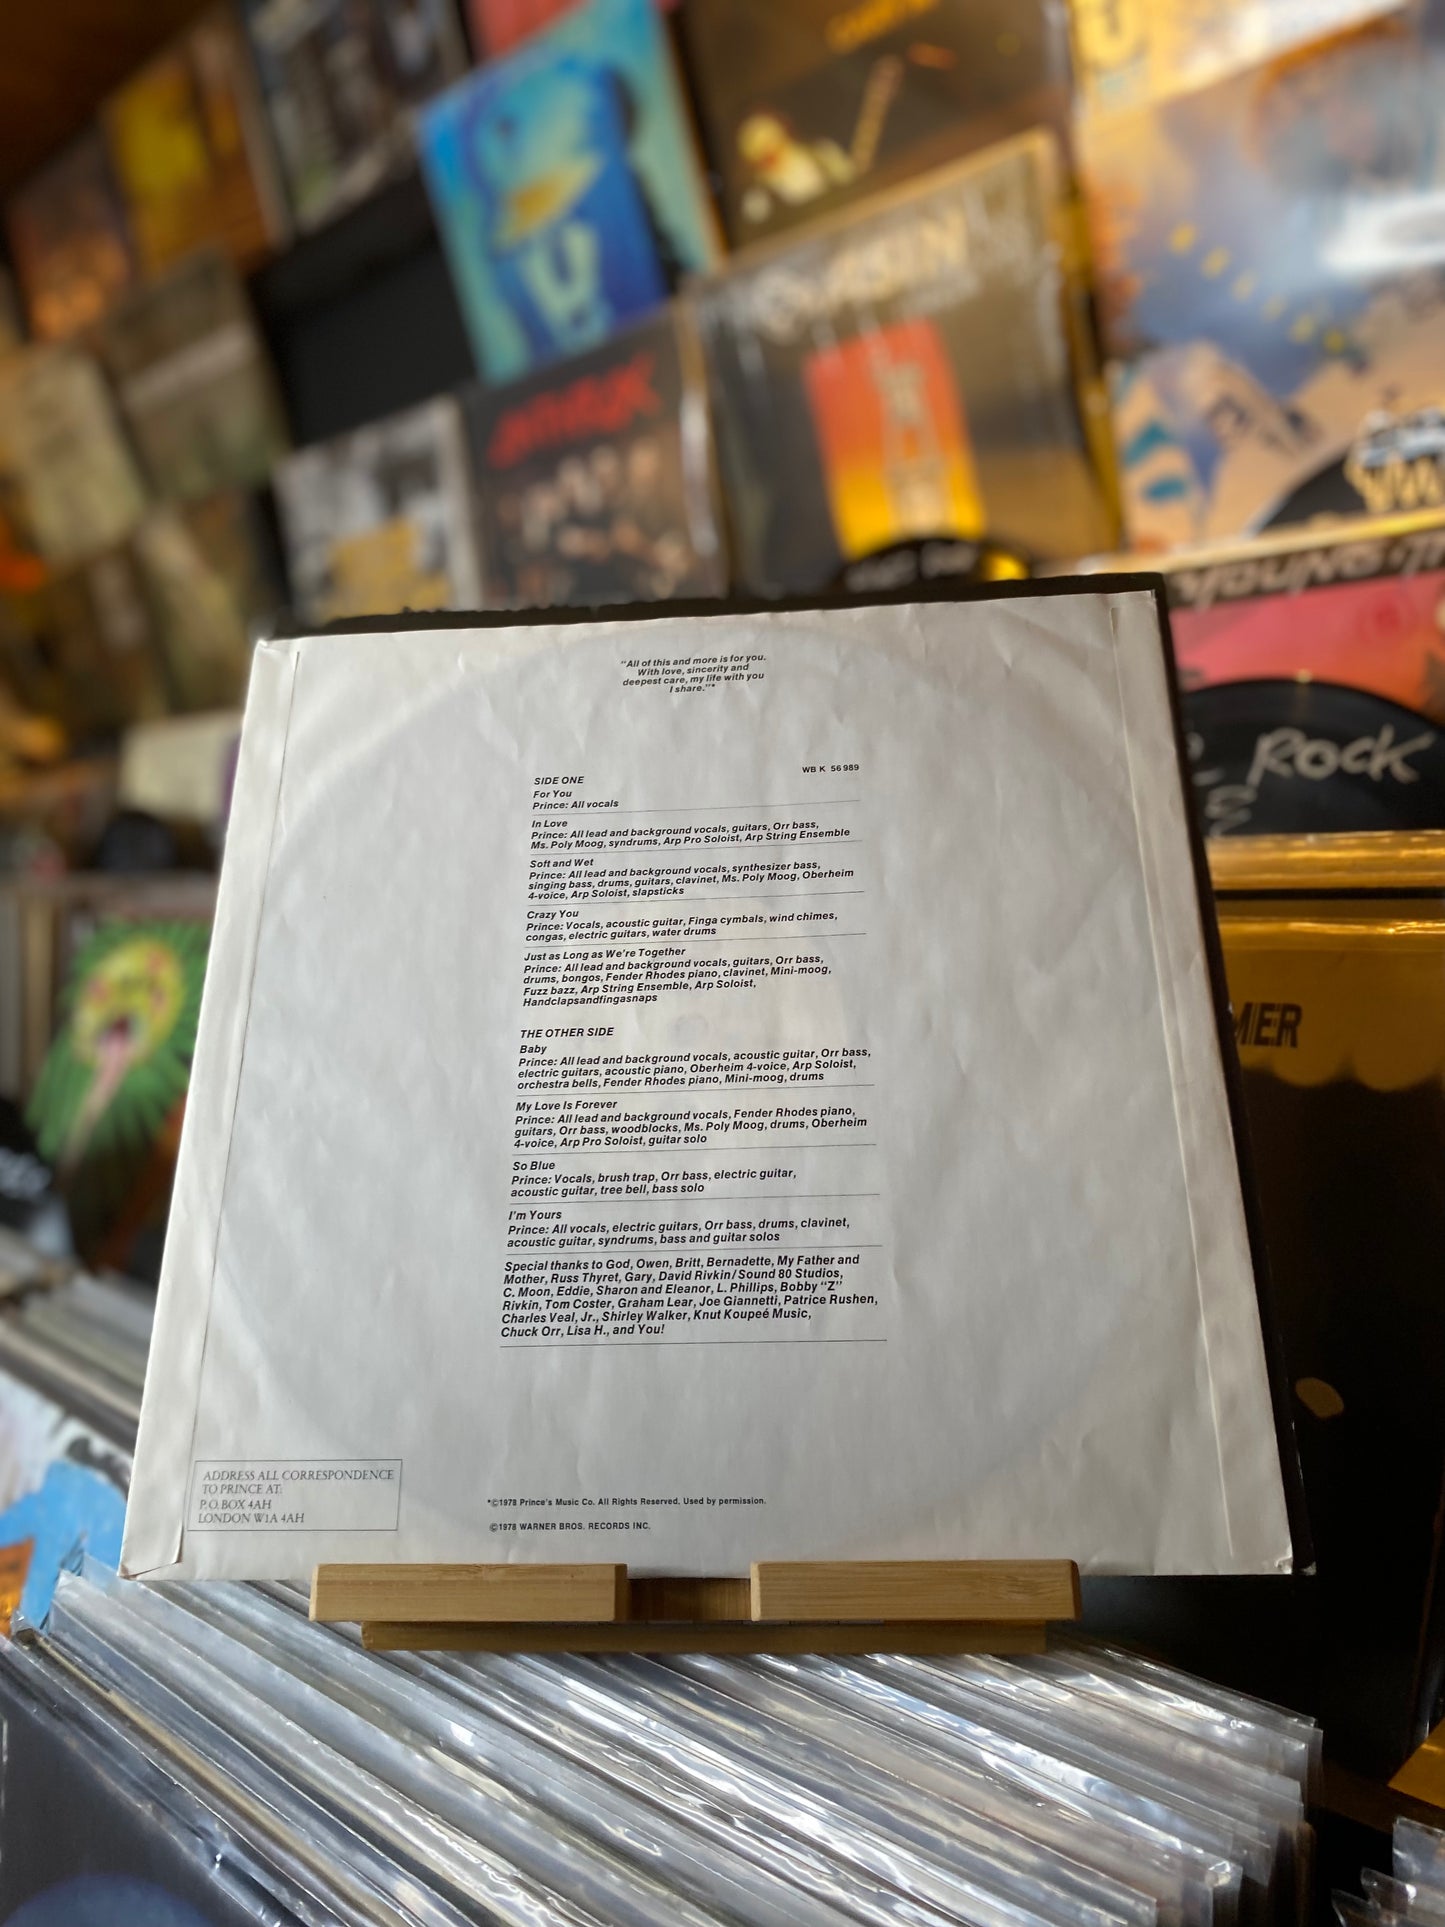 ANTHRAX
YOUNG
ROCK
MER
"All of this and more is for you.
With love, sincerity and
deepest care, my life with you
I share."*
WB K 56 989
SIDE ONE
For You
Prince: All vocals
In Love
Prince: All lead and background vocals, guitars, Orr bass,
Ms. Poly Moog, syndrums, Arp Pro Soloist, Arp String Ensemble
Soft and Wet
Prince: All lead and background vocals, synthesizer bass,
singing bass, drums, guitars, clavinet, Ms. Poly Moog, Oberheim
4-voice, Arp Soloist, slapsticks
Crazy You
Prince: Vocals, acoustic guitar, Finga cymbals, wind chimes,
congas, electric guitars, water drums
Just as Long as We're Together
Prince: All lead and background vocals, guitars, Orr bass,
drums, bongos, Fender Rhodes piano, clavinet, Mini-moog,
Fuzz bazz, Arp String Ensemble, Arp Soloist,
Handclapsandfingasnaps
THE OTHER SIDE
Baby
Prince: All lead and background vocals, acoustic guitar, Orr bass,
electric guitars, acoustic piano, Oberheim 4-voice, Arp Soloist,
orchestra bells, Fender Rhodes piano, Mini-moog, drums
My Love Is Forever
Prince: All lead and background vocals, Fender Rhodes piano,
guitars, Orr bass, woodblocks, Ms. Poly Moog, drums, Oberheim
4-voice, Arp Pro Soloist, guitar solo
So Blue
Prince: Vocals, brush trap, Orr bass, electric guitar,
acoustic guitar, tree bell, bass solo
I'm Yours
Prince: All vocals, electric guitars, Orr bass, drums, clavinet,
acoustic guitar, syndrums, bass and guitar solos
Special thanks to God, Owen, Britt, Bernadette, My Father and
Mother, Russ Thyret, Gary, David Rivkin/Sound 80 Studios,
C. Moon, Eddie, Sharon and Eleanor, L. Phillips, Bobby "Z"
Rivkin, Tom Coster, Graham Lear, Joe Giannetti, Patrice Rushen,
Charles Veal, Jr., Shirley Walker, Knut Koupeé Music,
Chuck Orr, Lisa H., and You!
ADDRESS ALL CORRESPONDENCE
TO PRINCE AT:
P.O. BOX 4AH
LONDON W1A 4AH
*©1978 Prince's Music Co. All Rights Reserved. Used by permission.
©1978 WARNER BROS. RECORDS INC.